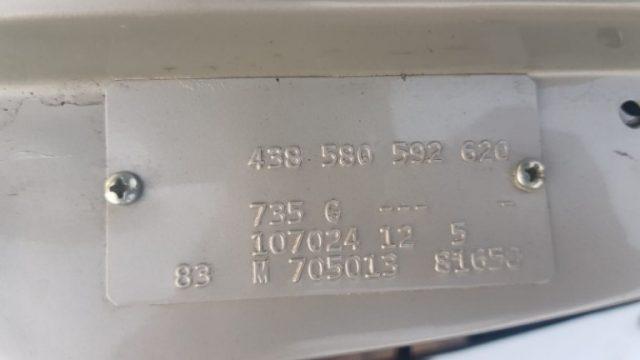 438 580 592 620
735 G --- -
107024 12 5
83 M 705013 81650